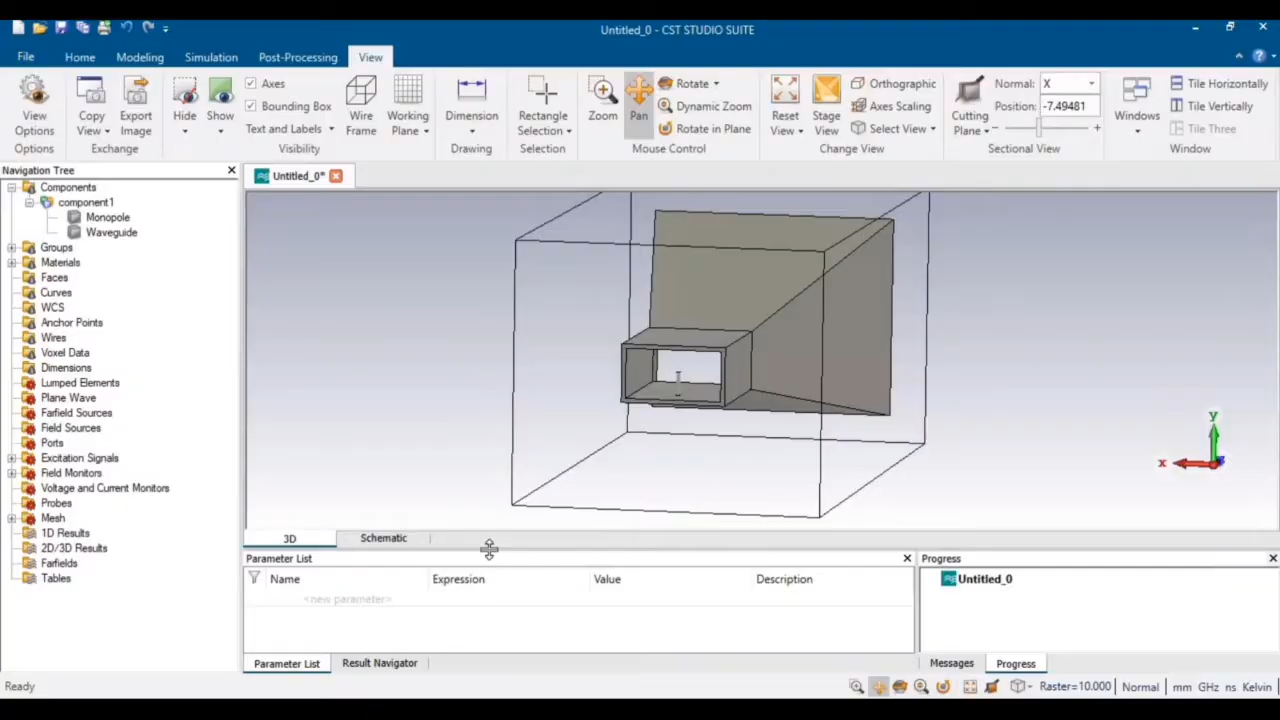 Untitled_0 - CST STUDIO SUITE
File Home Modeling Simulation Post-Processing View
View Options
Options
Copy View
Export Image
Exchange
Hide
Show
Axes
Bounding Box
Text and Labels
Wire Frame
Working Plane
Visibility
Dimension
Drawing
Rectangle Selection
Selection
Zoom
Pan
Rotate
Dynamic Zoom
Rotate in Plane
Mouse Control
Reset View
Stage View
Orthographic
Axes Scaling
Select View
Change View
Cutting Plane
Normal: X
Position: -7.49481
Sectional View
Windows
Tile Horizontally
Tile Vertically
Tile Three
Window
Navigation Tree
Untitled_0*
Components
component1
Monopole
Waveguide
Groups
Materials
Faces
Curves
WCS
Anchor Points
Wires
Voxel Data
Dimensions
Lumped Elements
Plane Wave
Farfield Sources
Field Sources
Ports
Excitation Signals
Field Monitors
Voltage and Current Monitors
Probes
Mesh
1D Results
2D/3D Results
Farfields
Tables
y
x
3D Schematic
Parameter List
Name Expression Value Description
<new parameter>
Parameter List Result Navigator
Progress
Untitled_0
Messages Progress
Ready
Raster=10.000 Normal mm GHz ns Kelvin